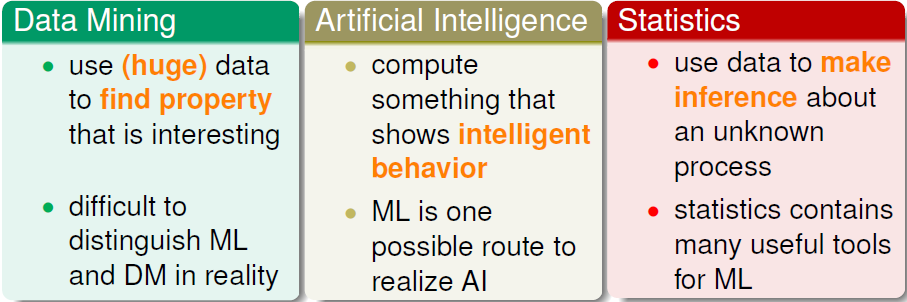 Data Mining
• use (huge) data
to find property
that is interesting
• difficult to
distinguish ML
and DM in reality
Artificial Intelligence
• compute
something that
shows intelligent
behavior
• ML is one
possible route to
realize AI
Statistics
• use data to make
inference about
an unknown
process
• statistics contains
many useful tools
for ML